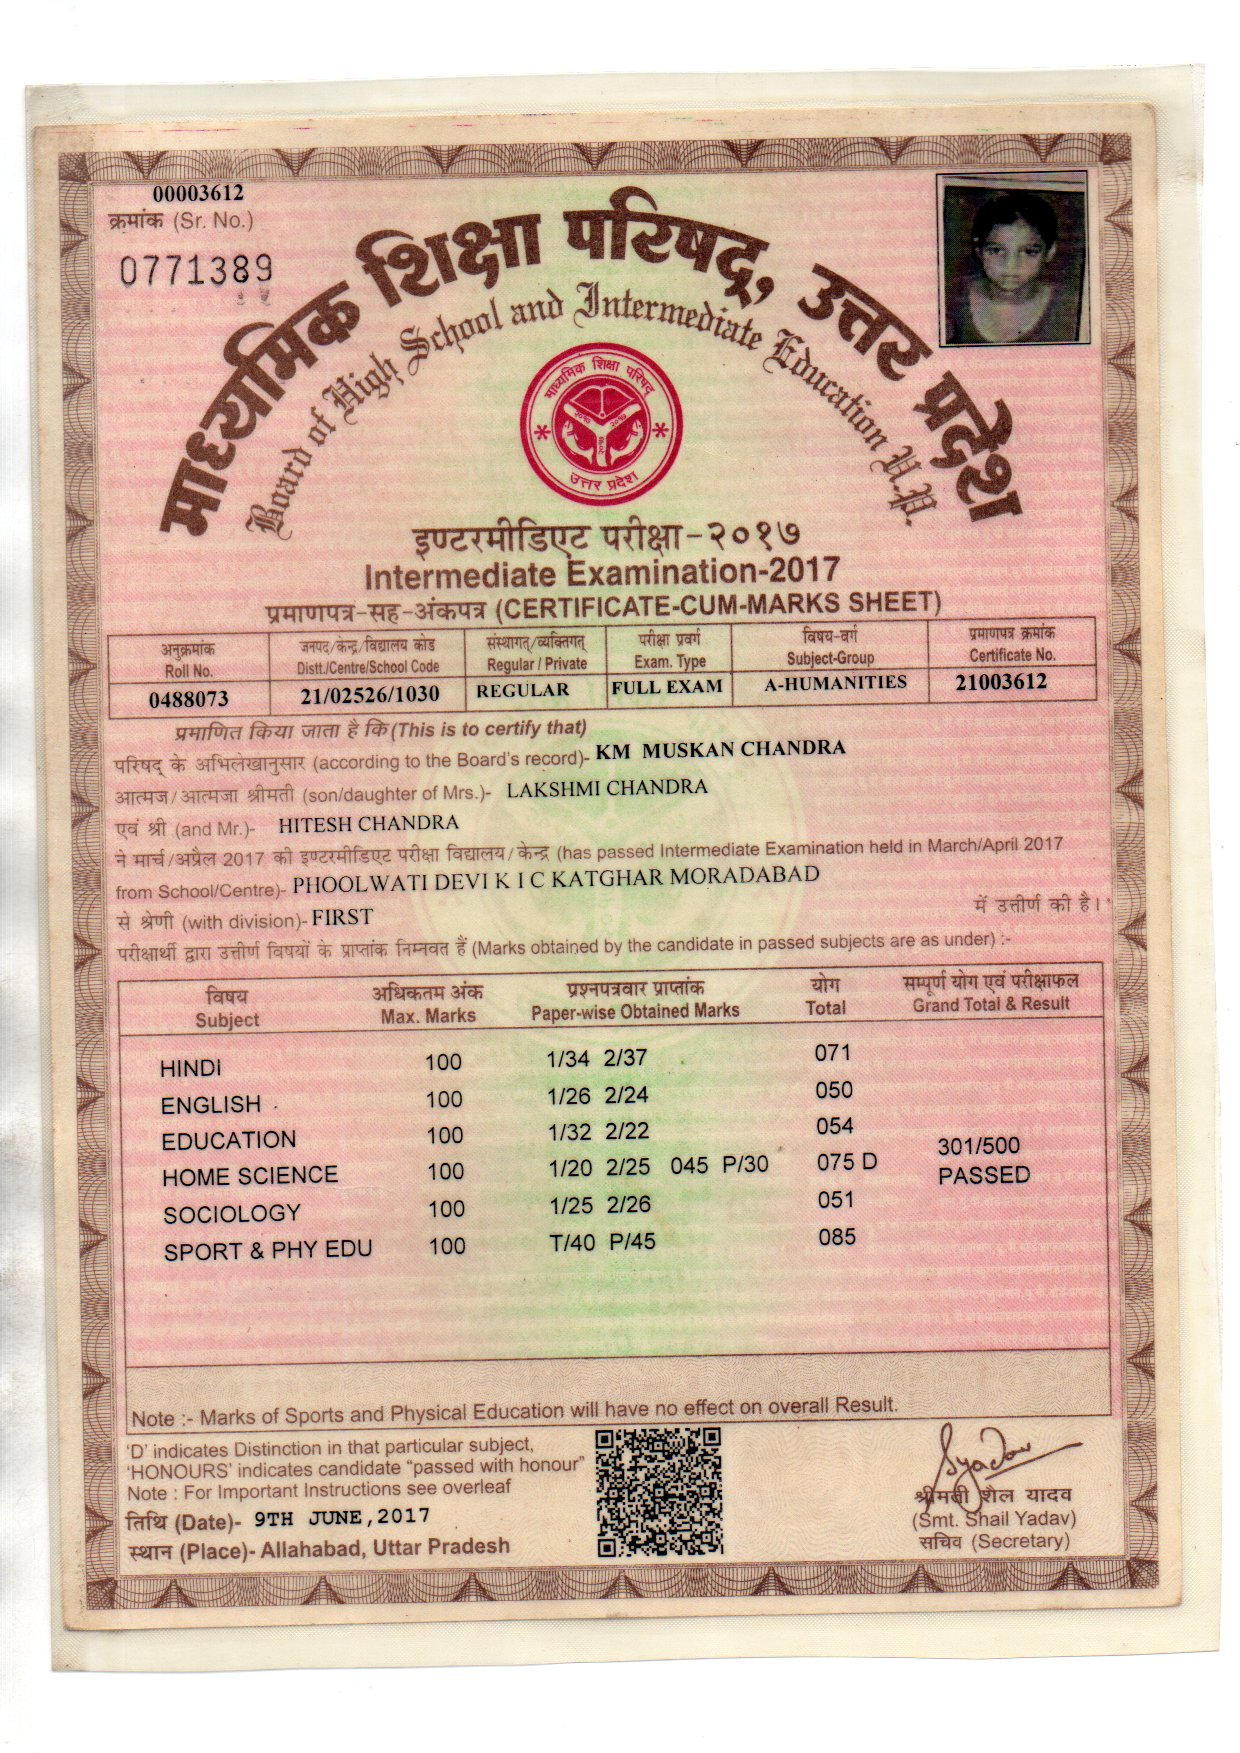 00003612
क्रमांक (Sr. No.)
0771389
माध्यमिक शिक्षा परिषद्, उत्तर प्रदेश
Board of High School and Intermediate Education U.P.
माध्यमिक शिक्षा परिषद्
२०१७ २०१७
२०१७
उत्तर प्रदेश
इण्टरमीडिएट परीक्षा-२०१७
Intermediate Examination-2017
प्रमाणपत्र-सह-अंकपत्र (CERTIFICATE-CUM-MARKS SHEET)
अनुक्रमांक जनपद/केन्द्र/विद्यालय कोड संस्थागत्/व्यक्तिगत् परीक्षा प्रवर्ग विषय-वर्ग प्रमाणपत्र क्रमांक
Roll No. Distt./Centre/School Code Regular / Private Exam. Type Subject-Group Certificate No.
0488073 21/02526/1030 REGULAR FULL EXAM A-HUMANITIES 21003612
प्रमाणित किया जाता है कि (This is to certify that)
परिषद् के अभिलेखानुसार (according to the Board's record)- KM MUSKAN CHANDRA
आत्मज/आत्मजा श्रीमती (son/daughter of Mrs.)- LAKSHMI CHANDRA
एवं श्री (and Mr.)- HITESH CHANDRA
ने मार्च/अप्रैल 2017 की इण्टरमीडिएट परीक्षा विद्यालय/केन्द्र (has passed Intermediate Examination held in March/April 2017
from School/Centre)- PHOOLWATI DEVI K I C KATGHAR MORADABAD
से श्रेणी (with division)- FIRST में उत्तीर्ण की है।
परीक्षार्थी द्वारा उत्तीर्ण विषयों के प्राप्तांक निम्नवत हैं (Marks obtained by the candidate in passed subjects are as under) :-
विषय अधिकतम अंक प्रश्नपत्रवार प्राप्तांक योग सम्पूर्ण योग एवं परीक्षाफल
Subject Max. Marks Paper-wise Obtained Marks Total Grand Total & Result
HINDI 100 1/34 2/37 071
ENGLISH 100 1/26 2/24 050
EDUCATION 100 1/32 2/22 054
301/500
HOME SCIENCE 100 1/20 2/25 045 P/30 075 D PASSED
SOCIOLOGY 100 1/25 2/26 051
SPORT & PHY EDU 100 T/40 P/45 085
Note :- Marks of Sports and Physical Education will have no effect on overall Result.
'D' indicates Distinction in that particular subject,
'HONOURS' indicates candidate "passed with honour"
Note : For Important Instructions see overleaf
तिथि (Date)- 9TH JUNE,2017
स्थान (Place)- Allahabad, Uttar Pradesh
Syadav
श्रीमती शैल यादव
(Smt. Shail Yadav)
सचिव (Secretary)